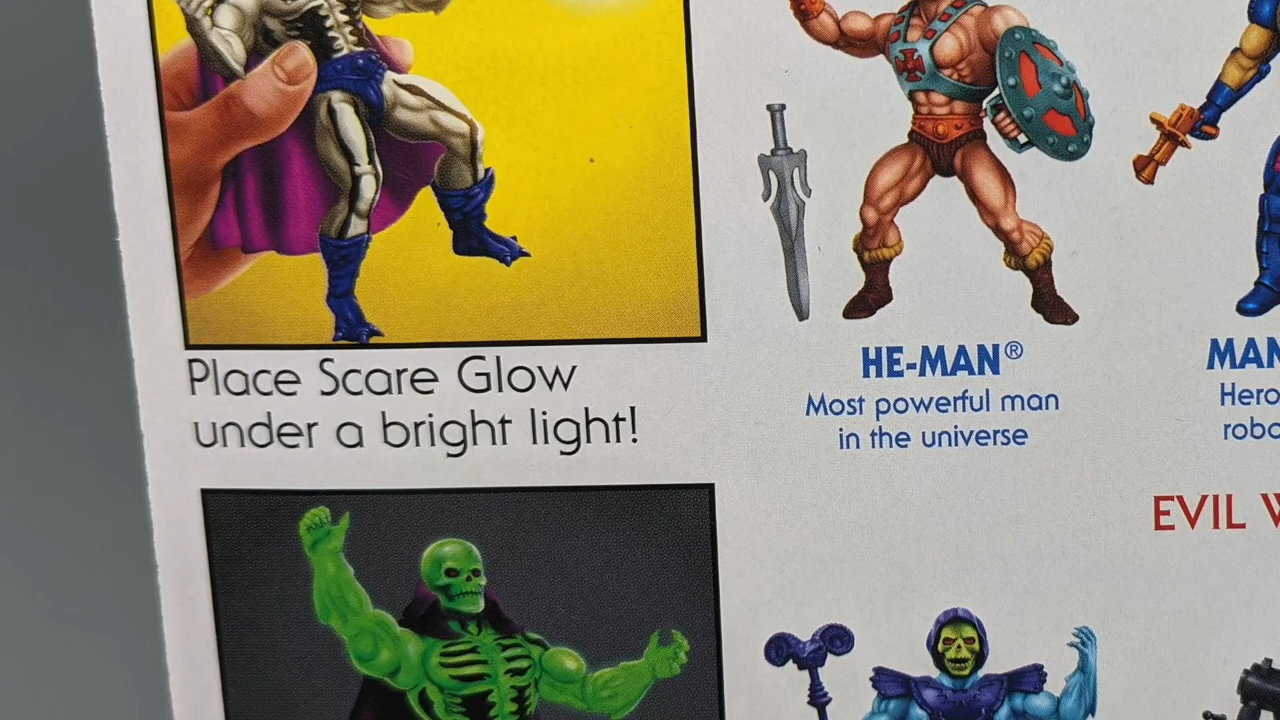 Place Scare Glow
under a bright light!
HE-MAN®
Most powerful man
in the universe
EVIL